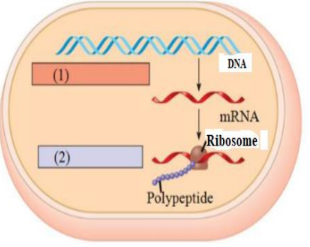 DNA
(1)
mRNA
Ribosome
(2)
Polypeptide